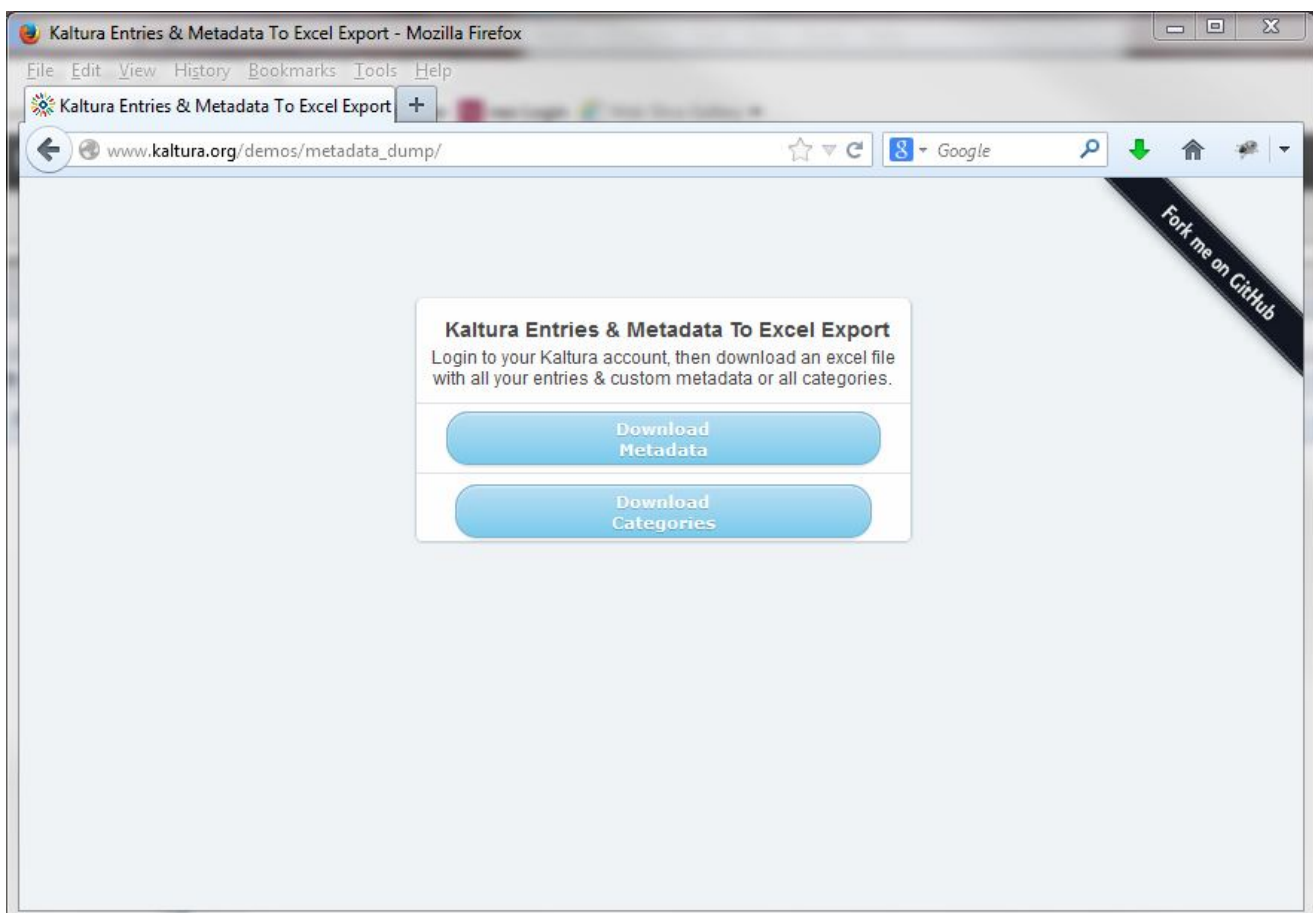 Kaltura Entries & Metadata To Excel Export - Mozilla Firefox
File Edit View History Bookmarks Tools Help
Kaltura Entries & Metadata To Excel Export
www.kaltura.org/demos/metadata_dump/
Google
Fork me on GitHub
Kaltura Entries & Metadata To Excel Export
Login to your Kaltura account, then download an excel file
with all your entries & custom metadata or all categories.
Download
Metadata
Download
Categories